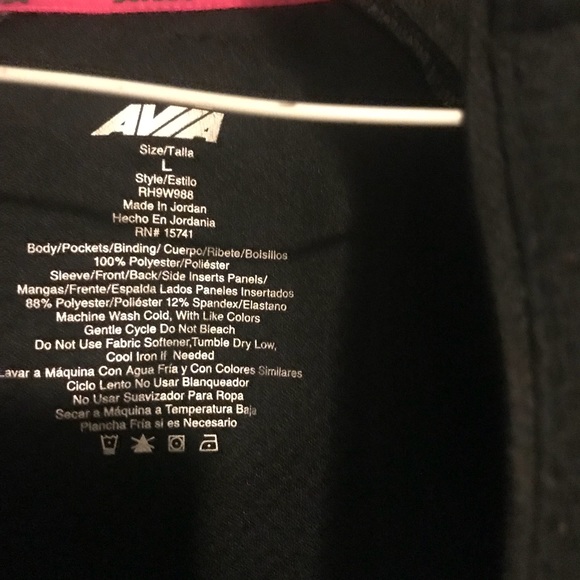 AVIA
Size/Talla
L
Style/Estilo
RH9W988
Made In Jordan
Hecho En Jordania
RN# 15741
Body/Pockets/Binding/ Cuerpo/Ribete/Bolsillos
100% Polyester/Poliéster
Sleeve/Front/Back/Side Inserts Panels/
Mangas/Frente/Espalda Lados Paneles Insertados
88% Polyester/Poliéster 12% Spandex/Elastano
Machine Wash Cold, With Like Colors
Gentle Cycle Do Not Bleach
Do Not Use Fabric Softener,Tumble Dry Low,
Cool Iron If Needed
Lavar a Máquina Con Agua Fría y Con Colores Similares
Ciclo Lento No Usar Blanqueador
No Usar Suavizador Para Ropa
Secar a Máquina a Temperatura Baja
Plancha Fría si es Necesario